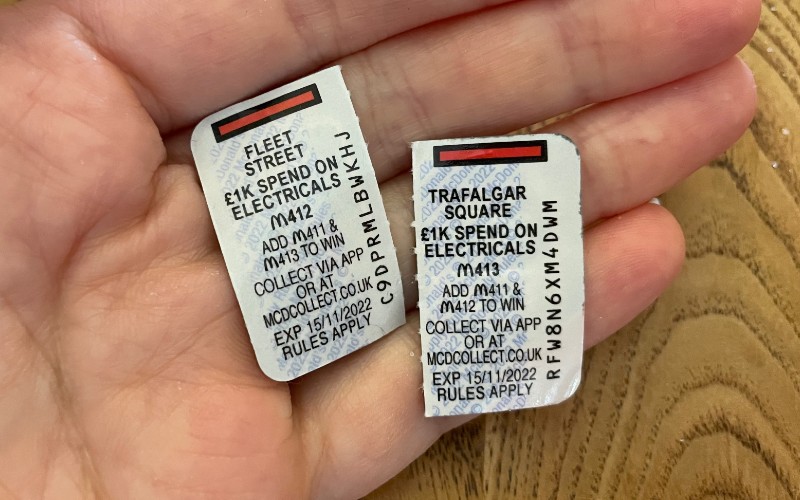 FLEET
STREET
£1K SPEND ON
ELECTRICALS
M412
ADD M411 &
M413 TO WIN
COLLECT VIA APP
OR AT
MCDCOLLECT.CO.UK
EXP 15/11/2022
RULES APPLY
C9DPRMLBWKHJ
TRAFALGAR
SQUARE
£1K SPEND ON
ELECTRICALS
M413
ADD M411 &
M412 TO WIN
COLLECT VIA APP
OR AT
MCDCOLLECT.CO.UK
EXP 15/11/2022
RULES APPLY
RFW8N6XM4DWM